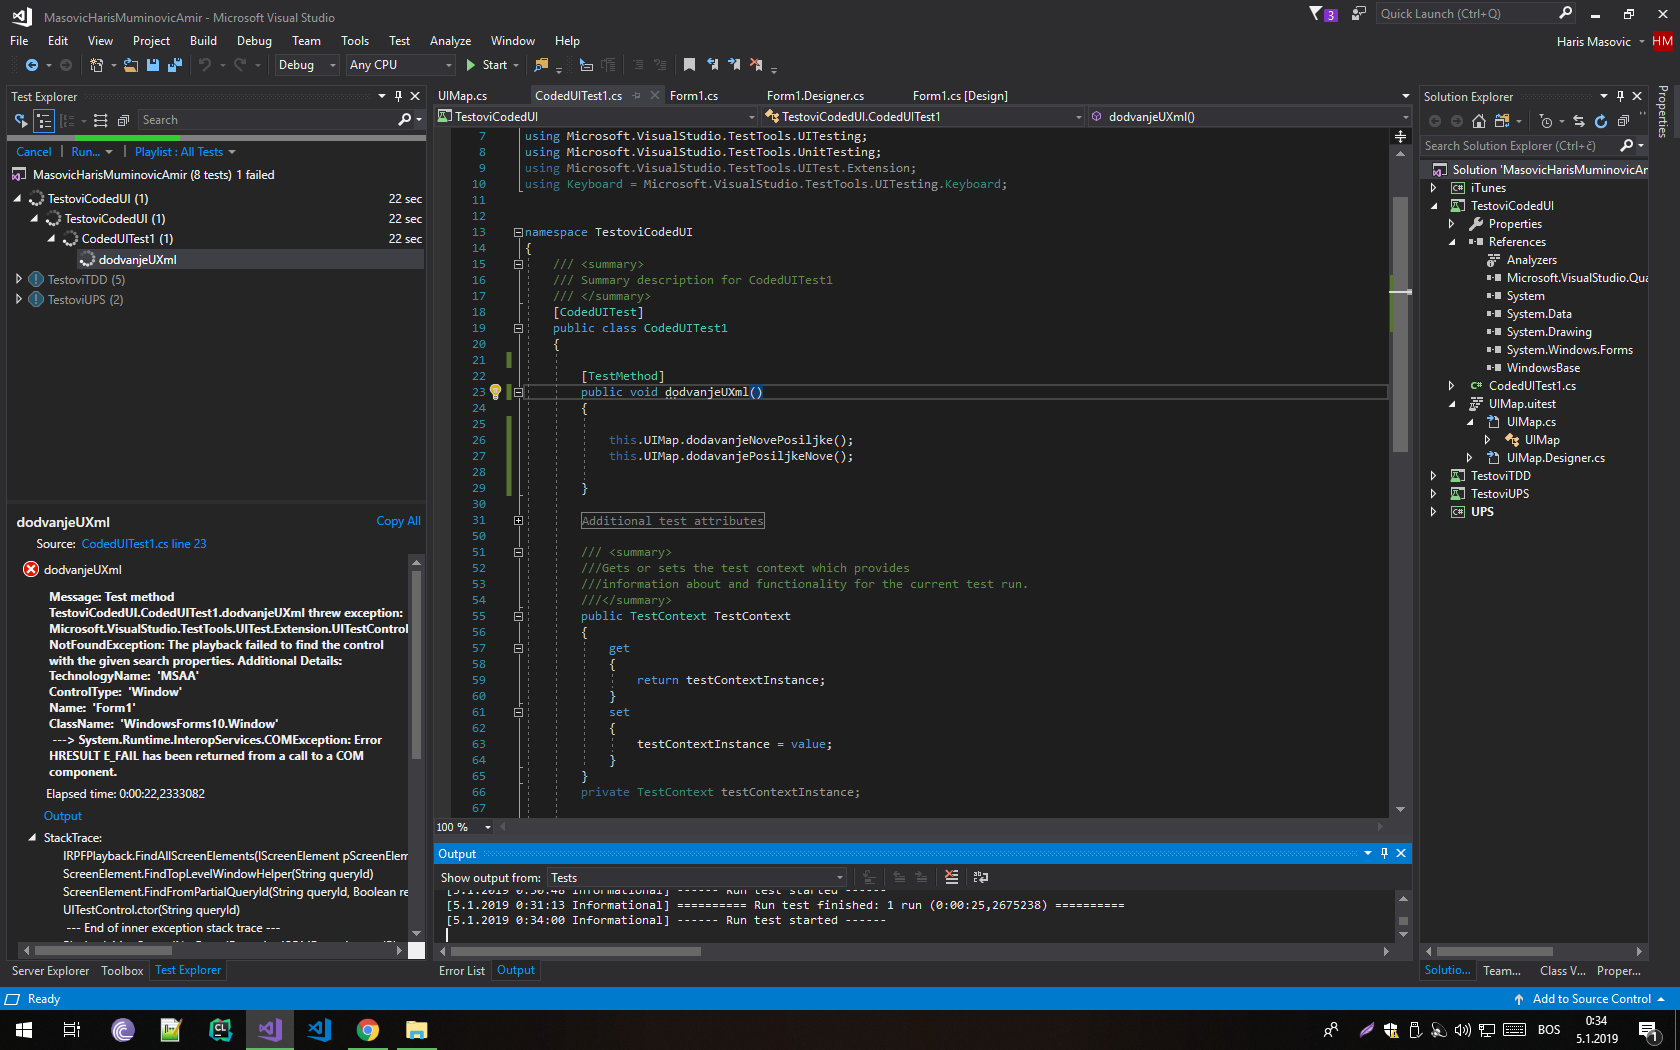 MasovicHarisMuminovicAmir - Microsoft Visual Studio
3
Quick Launch (Ctrl+Q)
File Edit View Project Build Debug Team Tools Test Analyze Window Help
Haris Masovic HM
Debug Any CPU Start
Test Explorer
Search
Cancel | Run... | Playlist : All Tests
MasovicHarisMuminovicAmir (8 tests) 1 failed
TestoviCodedUI (1) 22 sec
TestoviCodedUI (1) 22 sec
CodedUITest1 (1) 22 sec
dodvanjeUXml
TestoviTDD (5)
TestoviUPS (2)
dodvanjeUXml Copy All
Source: CodedUITest1.cs line 23
dodvanjeUXml
Message: Test method
TestoviCodedUI.CodedUITest1.dodvanjeUXml threw exception:
Microsoft.VisualStudio.TestTools.UITest.Extension.UITestControl
NotFoundException: The playback failed to find the control
with the given search properties. Additional Details:
TechnologyName: 'MSAA'
ControlType: 'Window'
Name: 'Form1'
ClassName: 'WindowsForms10.Window'
---> System.Runtime.InteropServices.COMException: Error
HRESULT E_FAIL has been returned from a call to a COM
component.
Elapsed time: 0:00:22,2333082
Output
StackTrace:
IRPFPlayback.FindAllScreenElements(IScreenElement pScreenElem
ScreenElement.FindTopLevelWindowHelper(String queryId)
ScreenElement.FindFromPartialQueryId(String queryId, Boolean re
UITestControl.ctor(String queryId)
--- End of inner exception stack trace ---
Server Explorer Toolbox Test Explorer
UIMap.cs CodedUITest1.cs Form1.cs Form1.Designer.cs Form1.cs [Design]
TestoviCodedUI TestoviCodedUI.CodedUITest1 dodvanjeUXml()
7 using Microsoft.VisualStudio.TestTools.UITesting;
8 using Microsoft.VisualStudio.TestTools.UnitTesting;
9 using Microsoft.VisualStudio.TestTools.UITest.Extension;
10 using Keyboard = Microsoft.VisualStudio.TestTools.UITesting.Keyboard;
11
12
13 namespace TestoviCodedUI
14 {
15 /// <summary>
16 /// Summary description for CodedUITest1
17 /// </summary>
18 [CodedUITest]
19 public class CodedUITest1
20 {
21
22 [TestMethod]
23 public void dodvanjeUXml()
24 {
25
26 this.UIMap.dodavanjeNovePosiljke();
27 this.UIMap.dodavanjePosiljkeNove();
28
29 }
30
31 Additional test attributes
50
51 /// <summary>
52 ///Gets or sets the test context which provides
53 ///information about and functionality for the current test run.
54 ///</summary>
55 public TestContext TestContext
56 {
57 get
58 {
59 return testContextInstance;
60 }
61 set
62 {
63 testContextInstance = value;
64 }
65 }
66 private TestContext testContextInstance;
67
100 %
Output
Show output from: Tests
[5.1.2019 0:30:48 Informational] ------ Run test started ------
[5.1.2019 0:31:13 Informational] ========== Run test finished: 1 run (0:00:25,2675238) ==========
[5.1.2019 0:34:00 Informational] ------ Run test started ------
Error List Output
Solution Explorer
Search Solution Explorer (Ctrl+č)
Solution 'MasovicHarisMuminovicAr
iTunes
TestoviCodedUI
Properties
References
Analyzers
Microsoft.VisualStudio.Qua
System
System.Data
System.Drawing
System.Windows.Forms
WindowsBase
CodedUITest1.cs
UIMap.uitest
UIMap.cs
UIMap
UIMap.Designer.cs
TestoviTDD
TestoviUPS
UPS
Solutio... Team... Class V... Proper...
Properties
Ready
Add to Source Control
BOS
0:34
5.1.2019
1